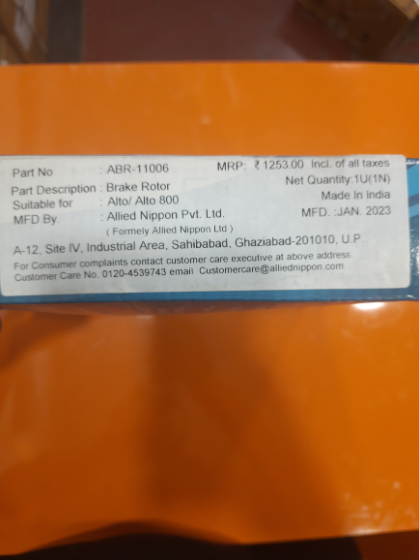 Part No : ABR-11006 MRP: ₹ 1253.00 Incl. of all taxes
Part Description : Brake Rotor Net Quantity:1U(1N)
Suitable for : Alto/ Alto 800 Made In India
MFD By. : Allied Nippon Pvt. Ltd. MFD. :JAN. 2023
( Formely Allied Nippon Ltd )
A-12, Site IV, Industrial Area, Sahibabad, Ghaziabad-201010, U.P
For Consumer complaints contact customer care executive at above address.
Customer Care No. 0120-4539743 email Customercare@alliednippon.com